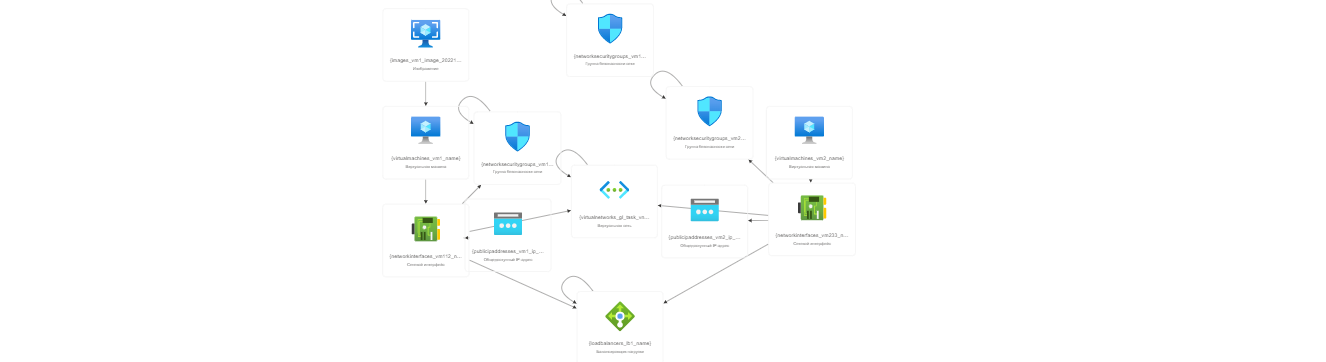 [images_vm1_image_20221...
Изображение
[networksecuritygroups_vm1...
Группа безопасности сети
[networksecuritygroups_vm2...
Группа безопасности сети
[virtualmachines_vm1_name]
Виртуальная машина
[networksecuritygroups_vm1...
Группа безопасности сети
[virtualmachines_vm2_name]
Виртуальная машина
[virtualnetworks_gl_task_vn...
Виртуальная сеть
[publicipaddresses_vm2_ip_...
Общедоступный IP-адрес
[networkinterfaces_vm233_n...
Сетевой интерфейс
[networkinterfaces_vm112_n...
Сетевой интерфейс
[publicipaddresses_vm1_ip_...
Общедоступный IP-адрес
[loadbalancers_lb1_name]
Балансировщик нагрузки